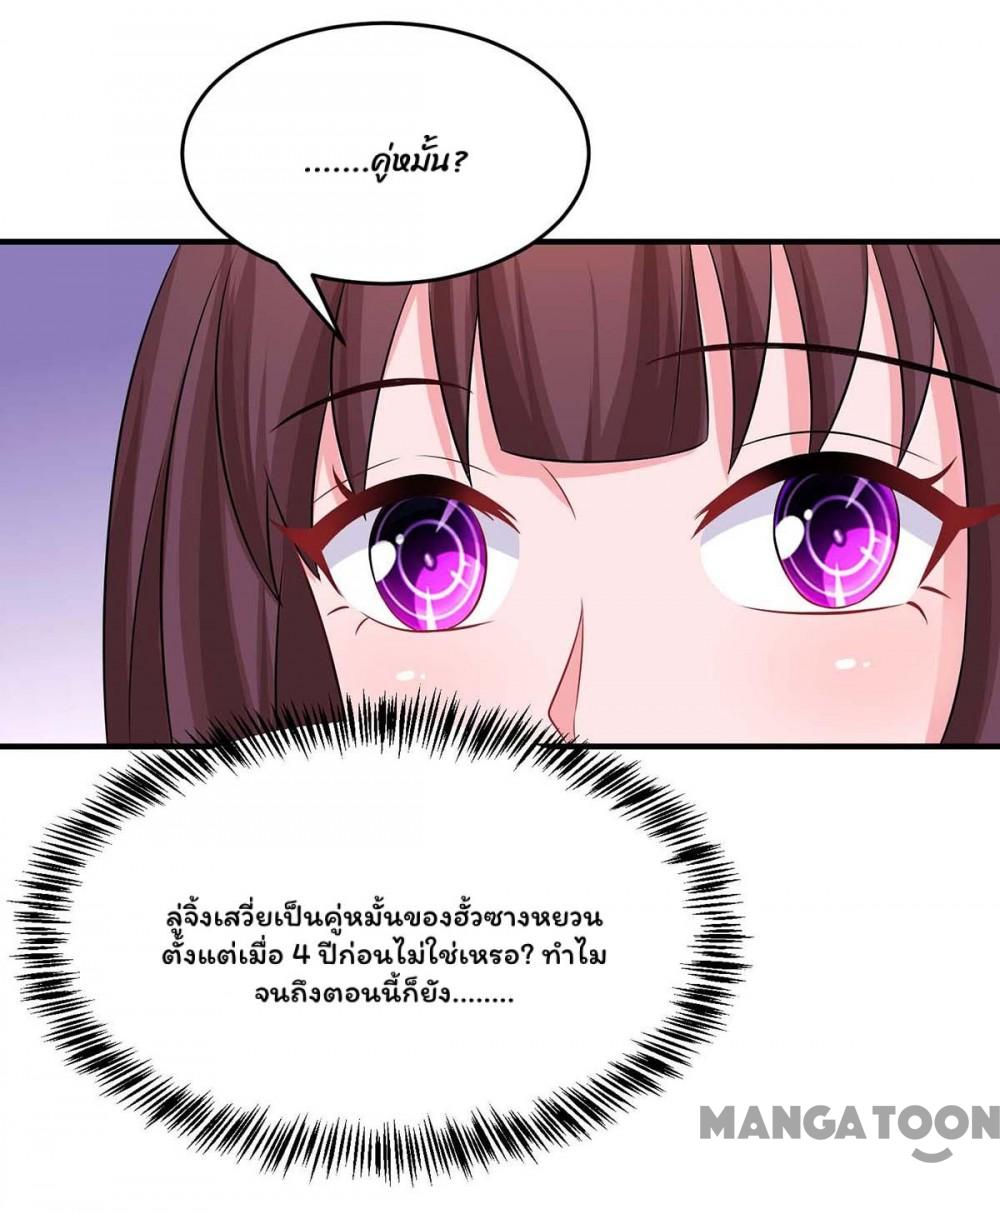 .......คู่หมั้น?
ลู่จิ้งเสวี่ยเป็นคู่หมั้นของฮั้วซางหยวน
ตั้งแต่เมื่อ 4 ปีก่อนไม่ใช่เหรอ? ทำไม
จนถึงตอนนี้ก็ยัง........
MANGATOON